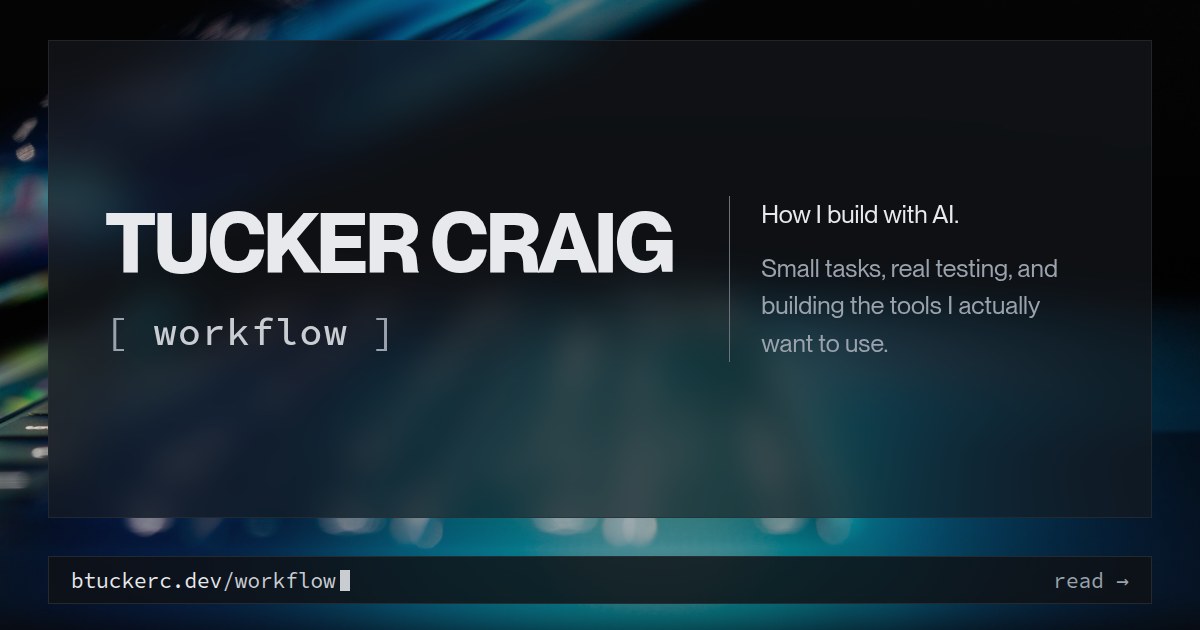 TUCKER CRAIG
[ workflow ]
How I build with AI.
Small tasks, real testing, and
building the tools I actually
want to use.
btuckerc.dev/workflow
read →